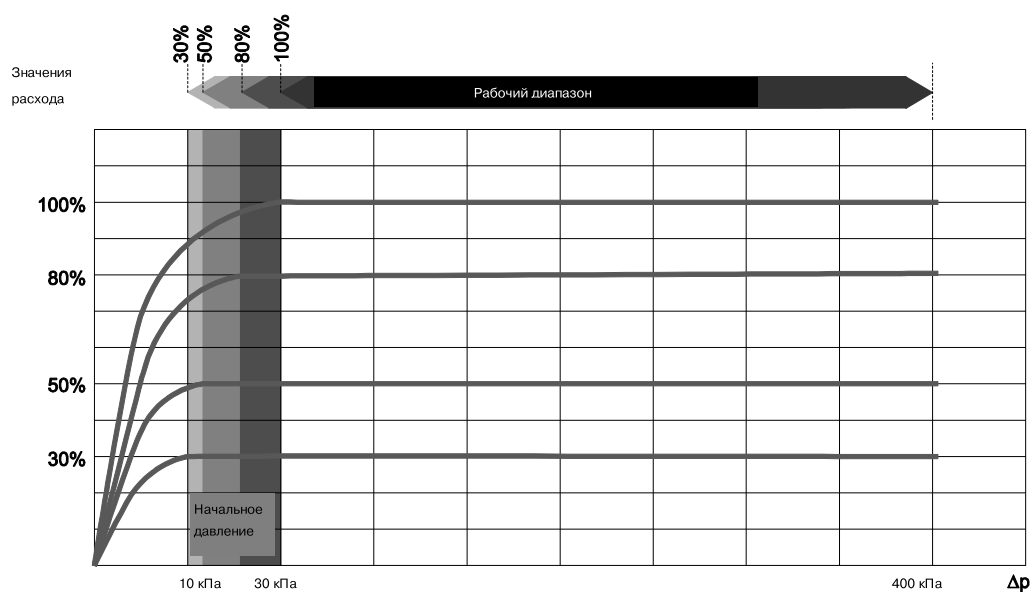 30%
50%
80%
100%
Значения
расхода
Рабочий диапазон
100%
80%
50%
30%
Начальное
давление
10 кПа
30 кПа
400 кПа
Δp